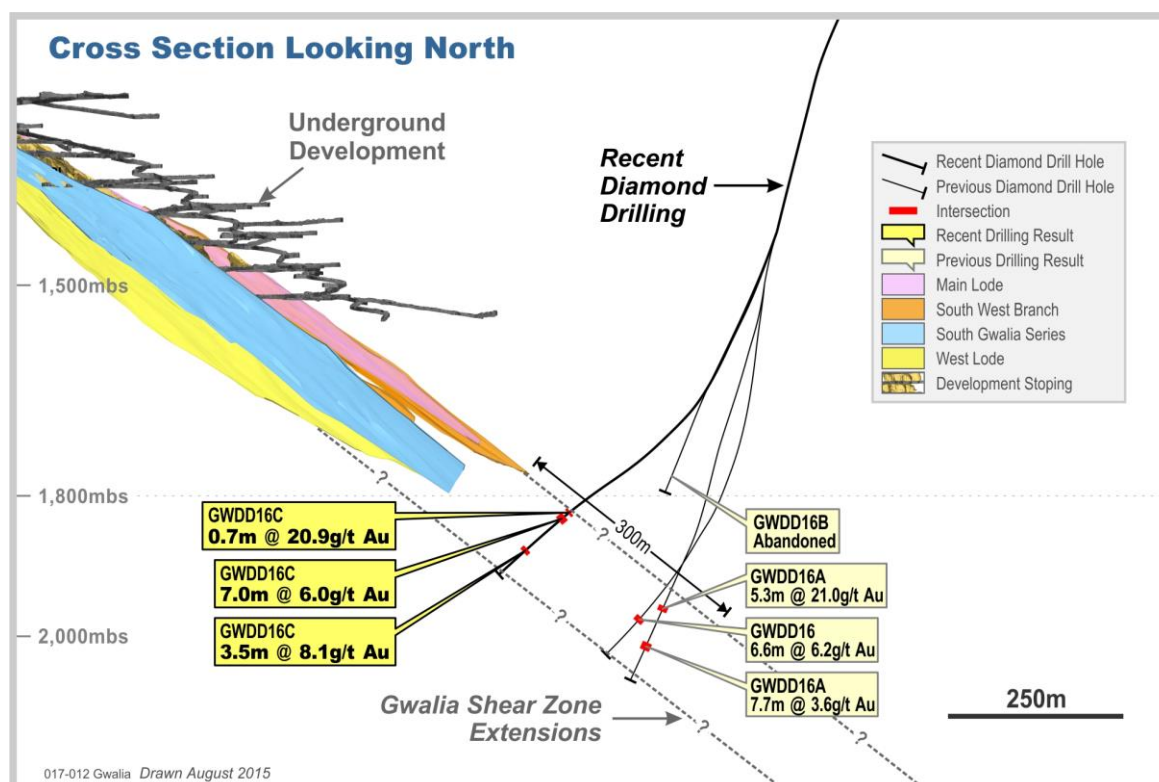 Cross Section Looking North
Underground
Development
Recent
Diamond
Drilling
Recent Diamond Drill Hole
Previous Diamond Drill Hole
Intersection
Recent Drilling Result
Previous Drilling Result
Main Lode
South West Branch
South Gwalia Series
West Lode
Development Stoping
1,500mbs
1,800mbs
2,000mbs
?
?
?
?
?
?
300m
GWDD16C
0.7m @ 20.9g/t Au
GWDD16C
7.0m @ 6.0g/t Au
GWDD16C
3.5m @ 8.1g/t Au
GWDD16B
Abandoned
GWDD16A
5.3m @ 21.0g/t Au
GWDD16
6.6m @ 6.2g/t Au
GWDD16A
7.7m @ 3.6g/t Au
Gwalia Shear Zone
Extensions
250m
017-012 Gwalia Drawn August 2015